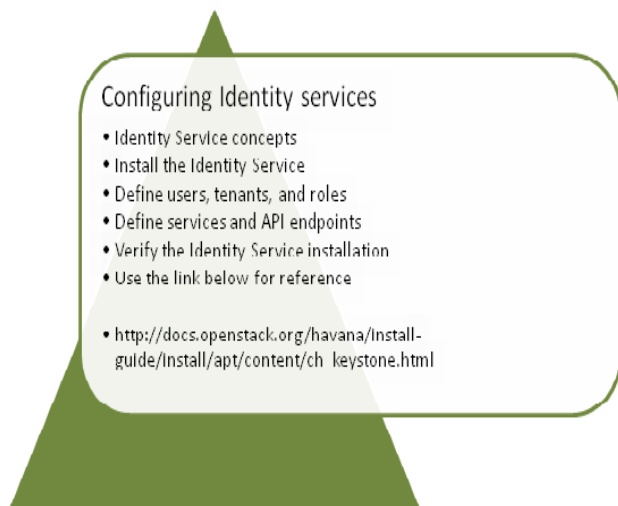 Configuring Identity services
• Identity Service concepts
• Install the Identity Service
• Define users, tenants, and roles
• Define services and API endpoints
• Verify the Identity Service installation
• Use the link below for reference
• http://docs.openstack.org/havana/install-
guide/install/apt/content/ch_keystone.html